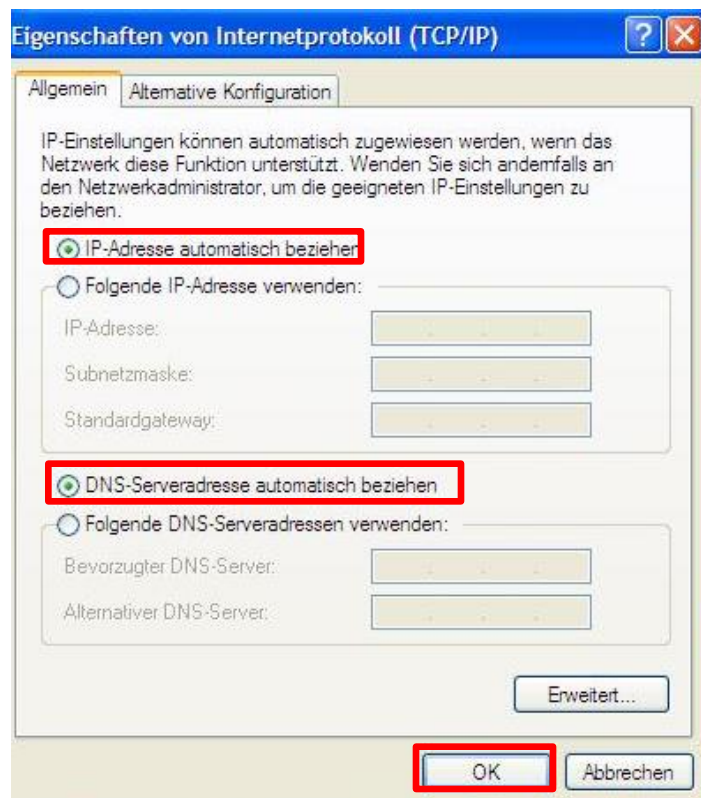 Eigenschaften von Internetprotokoll (TCP/IP)
Allgemein
Alternative Konfiguration
IP-Einstellungen können automatisch zugewiesen werden, wenn das
Netzwerk diese Funktion unterstützt. Wenden Sie sich andernfalls an
den Netzwerkadministrator, um die geeigneten IP-Einstellungen zu
beziehen.
IP-Adresse automatisch beziehen
Folgende IP-Adresse verwenden:
IP-Adresse:
Subnetzmaske:
Standardgateway:
DNS-Serveradresse automatisch beziehen
Folgende DNS-Serveradressen verwenden:
Bevorzugter DNS-Server:
Alternativer DNS-Server:
Erweitert...
OK
Abbrechen